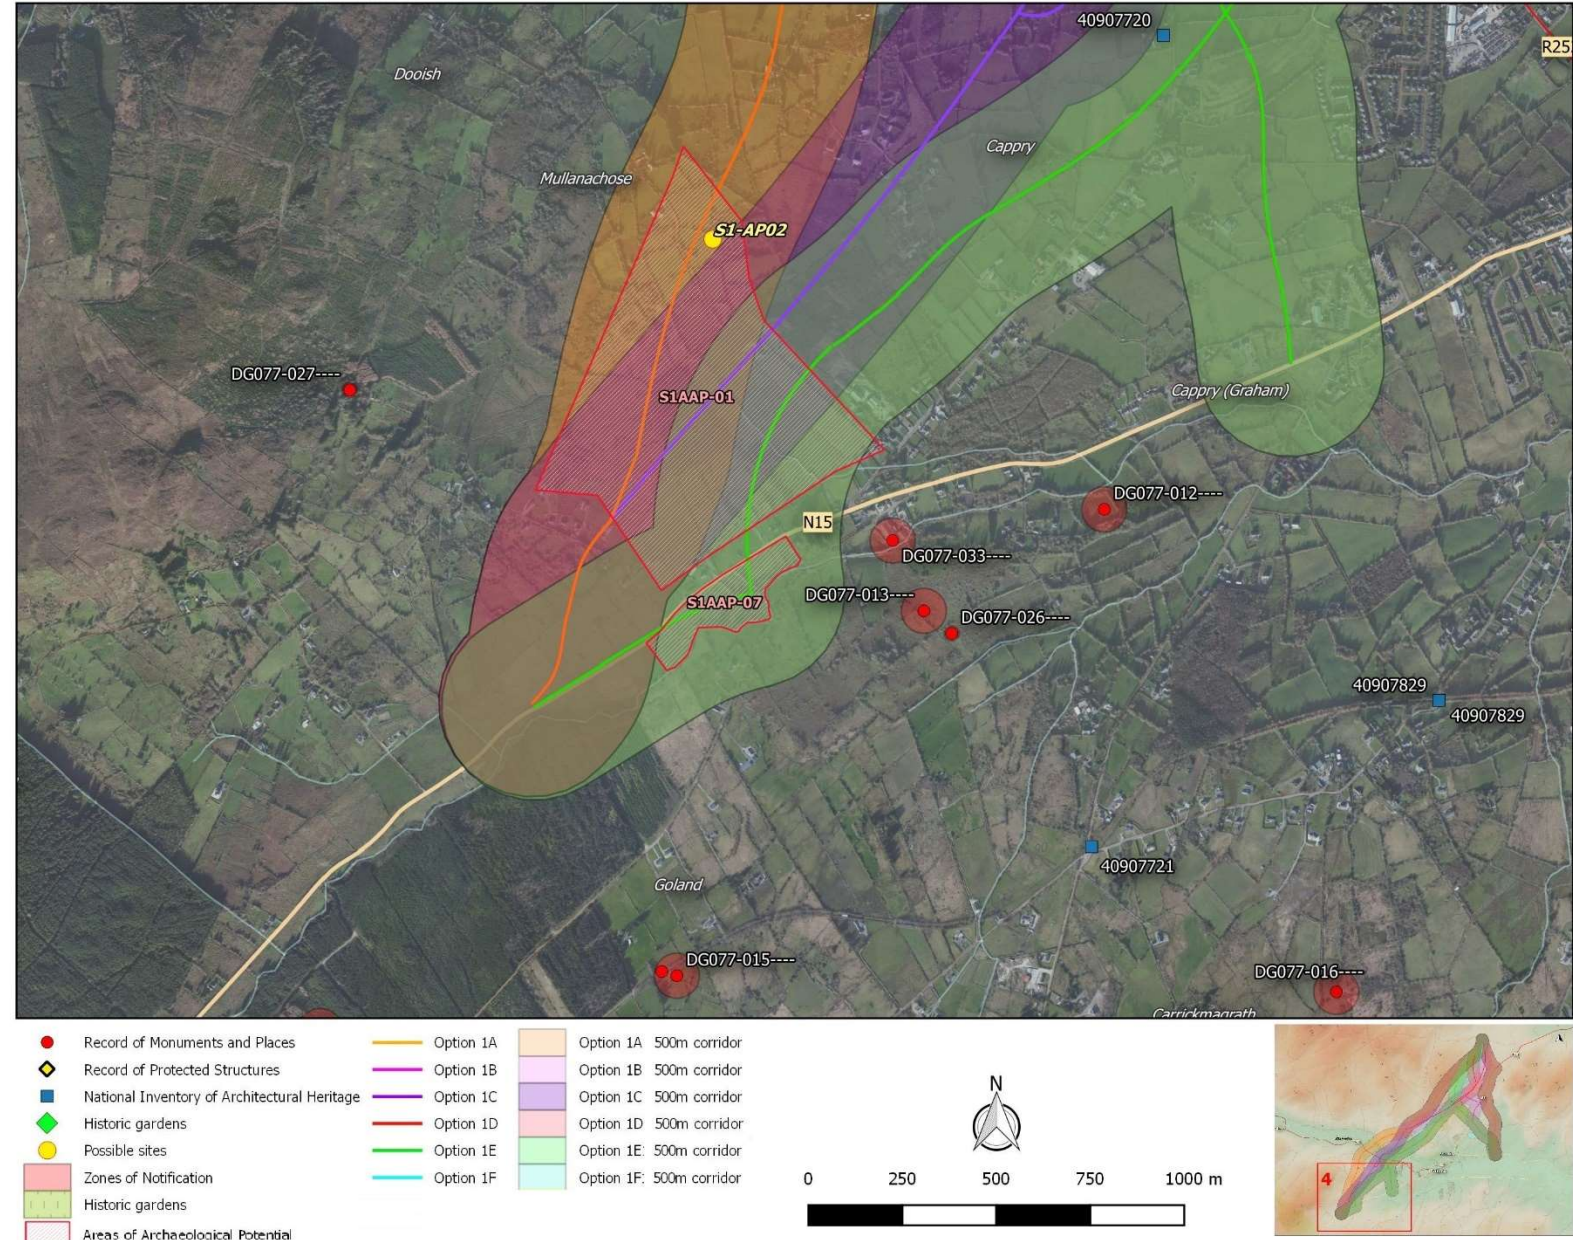 40907720
R25
Dooish
Cappry
Mullanachose
S1-AP02
DG077-027----
Cappry (Graham)
S1AAP-01
DG077-012----
N15
DG077-033----
DG077-013----
S1AAP-07
DG077-026----
40907829
40907829
40907721
Goland
DG077-015----
DG077-016----
Carrickmagrath
Record of Monuments and Places
Record of Protected Structures
National Inventory of Architectural Heritage
Historic gardens
Possible sites
Zones of Notification
Historic gardens
Areas of Archaeological Potential
Option 1A
Option 1B
Option 1C
Option 1D
Option 1E
Option 1F
Option 1A 500m corridor
Option 1B 500m corridor
Option 1C 500m corridor
Option 1D 500m corridor
Option 1E: 500m corridor
Option 1F: 500m corridor
N
0 250 500 750 1000 m
4